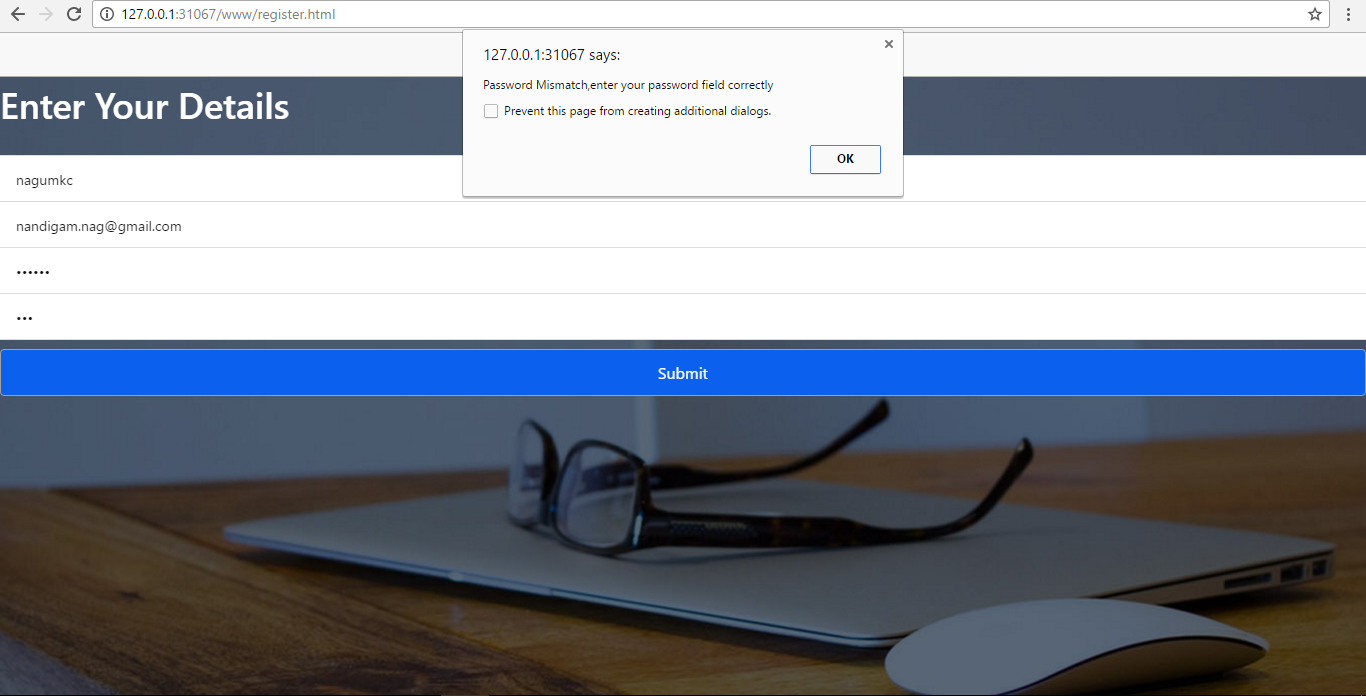 127.0.0.1:31067/www/register.html
127.0.0.1:31067 says:
Password Mismatch,enter your password field correctly
Prevent this page from creating additional dialogs.
OK
Enter Your Details
nagumkc
nandigam.nag@gmail.com
••••••
•••
Submit